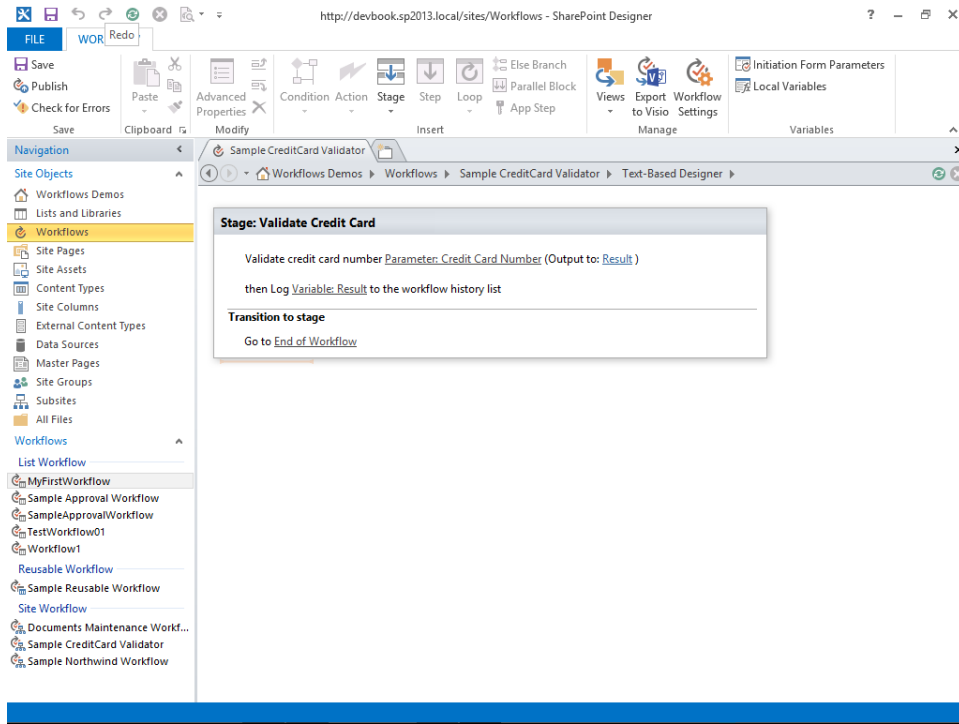 http://devbook.sp2013.local/sites/Workflows - SharePoint Designer
?
FILE
WOR
Redo
Save
Publish
Check for Errors
Save
Paste
Clipboard
Advanced Properties
Modify
Condition
Action
Stage
Step
Loop
Else Branch
Parallel Block
App Step
Insert
Views
Export to Visio
Workflow Settings
Manage
Initiation Form Parameters
Local Variables
Variables
Navigation
Site Objects
Workflows Demos
Lists and Libraries
Workflows
Site Pages
Site Assets
Content Types
Site Columns
External Content Types
Data Sources
Master Pages
Site Groups
Subsites
All Files
Workflows
List Workflow
MyFirstWorkflow
Sample Approval Workflow
SampleApprovalWorkflow
TestWorkflow01
Workflow1
Reusable Workflow
Sample Reusable Workflow
Site Workflow
Documents Maintenance Workf...
Sample CreditCard Validator
Sample Northwind Workflow
Sample CreditCard Validator
Workflows Demos Workflows Sample CreditCard Validator Text-Based Designer
Stage: Validate Credit Card
Validate credit card number Parameter: Credit Card Number (Output to: Result )
then Log Variable: Result to the workflow history list
Transition to stage
Go to End of Workflow